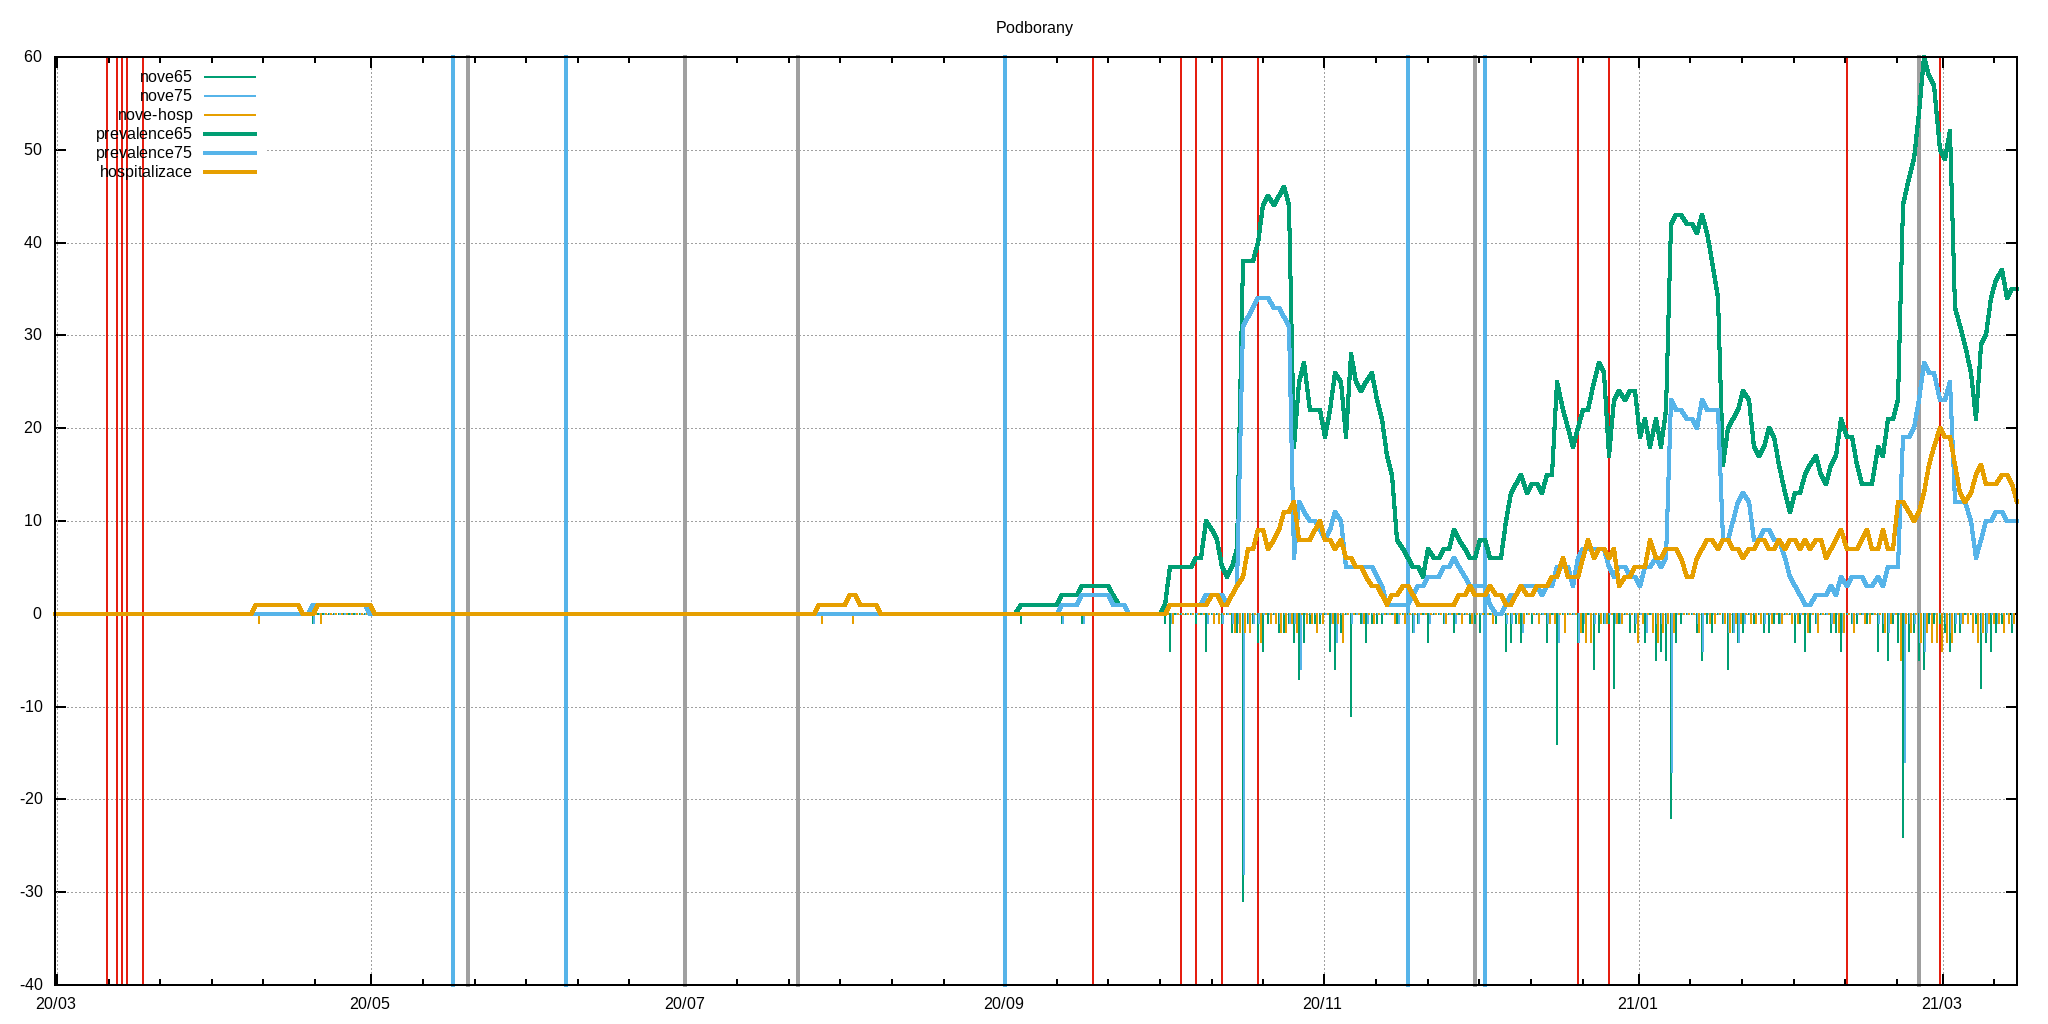 Podborany
60
50
40
30
20
10
0
-10
-20
-30
-40
nove65
nove75
nove-hosp
prevalence65
prevalence75
hospitalizace
20/03 20/05 20/07 20/09 20/11 21/01 21/03